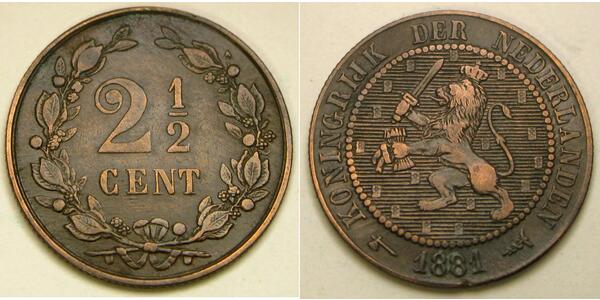 2 1/2
CENT
KONINGRIJK DER NEDERLANDEN
1881